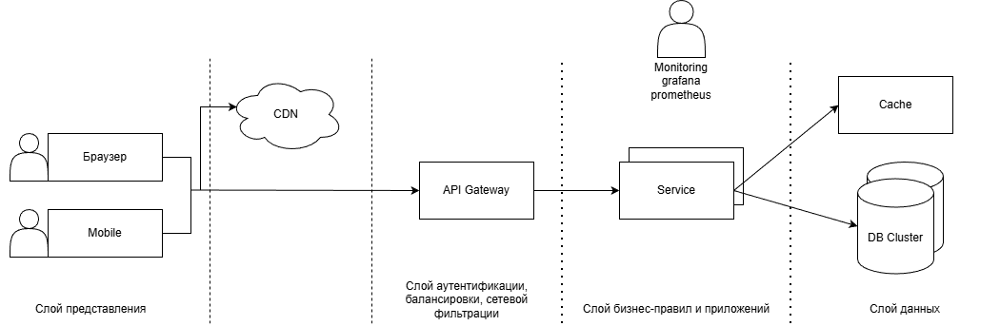 Monitoring
grafana
prometheus
CDN
Cache
Браузер
API Gateway
Service
Mobile
DB Cluster
Слой представления
Слой аутентификации,
балансировки, сетевой
фильтрации
Слой бизнес-правил и приложений
Слой данных